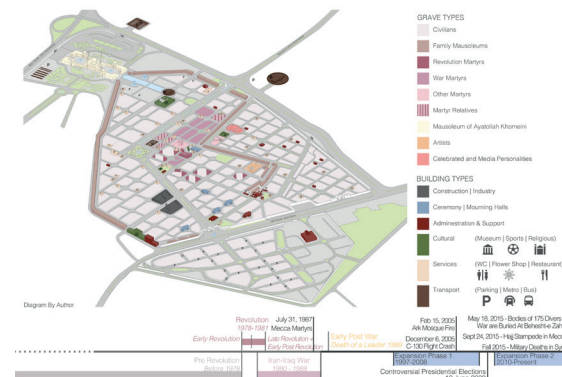 GRAVE TYPES
Civilians
Family Mausoleums
Revolution Martyrs
War Martyrs
Other Martyrs
Martyr Relatives
Mausoleum of Ayatollah Khomeini
Artists
Celebrated and Media Personalities
BUILDING TYPES
Construction | Industry
Ceremony | Mourning Halls
Administration & Support
Cultural (Museum | Sports | Religious)
Services (WC | Flower Shop | Restaurant)
Transport (Parking | Metro | Bus)
P
Diagram By Author
Revolution
1978-1981
July 31, 1987
Mecca Martyrs
Early Revolution
Late Revolution +
Early Post Revolution
Early Post War
Death of a Leader 1989
Feb 15, 2005
Ark Mosque Fire
December 6, 2005
C-130 Flight Crash
May 18, 2015 - Bodies of 175 Divers
War are Buried At Behesht-e Zah
Sept 24, 2015 - Hajj Stampede in Mecc
Fall 2015 - Military Deaths in Sy
Pre Revolution
Before 1978
Iran-Iraq War
1980 - 1988
Expansion Phase 1
1997-2008
Expansion Phase 2
2010-Present
Controversial Presidential Elections